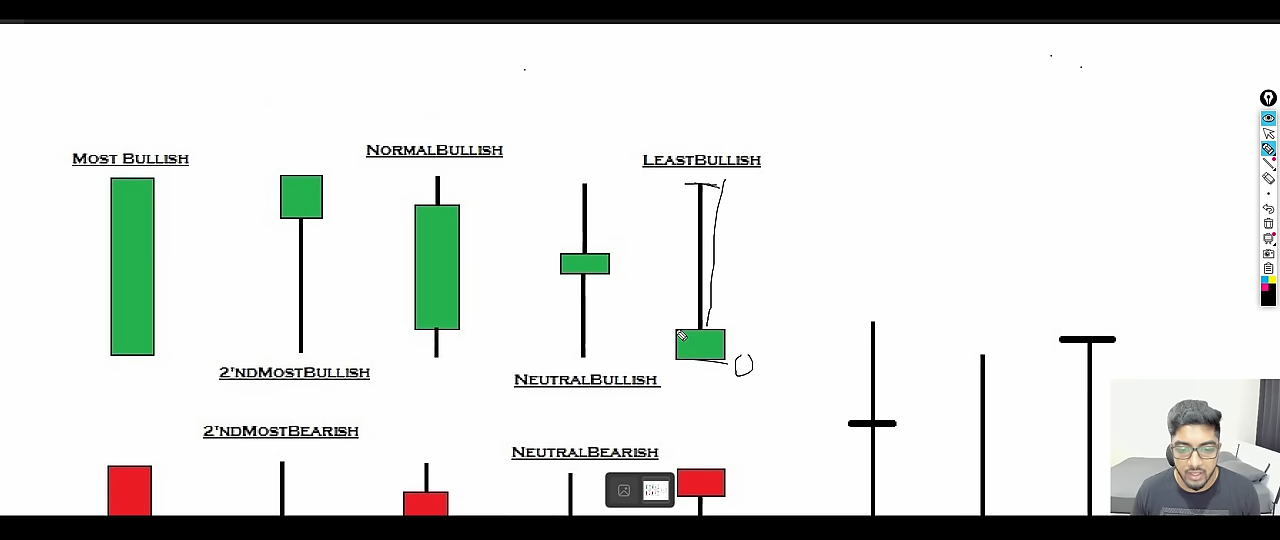 Most Bullish
NormalBullish
LeastBullish
2'ndMostBullish
NeutralBullish
2'ndMostBearish
NeutralBearish
O